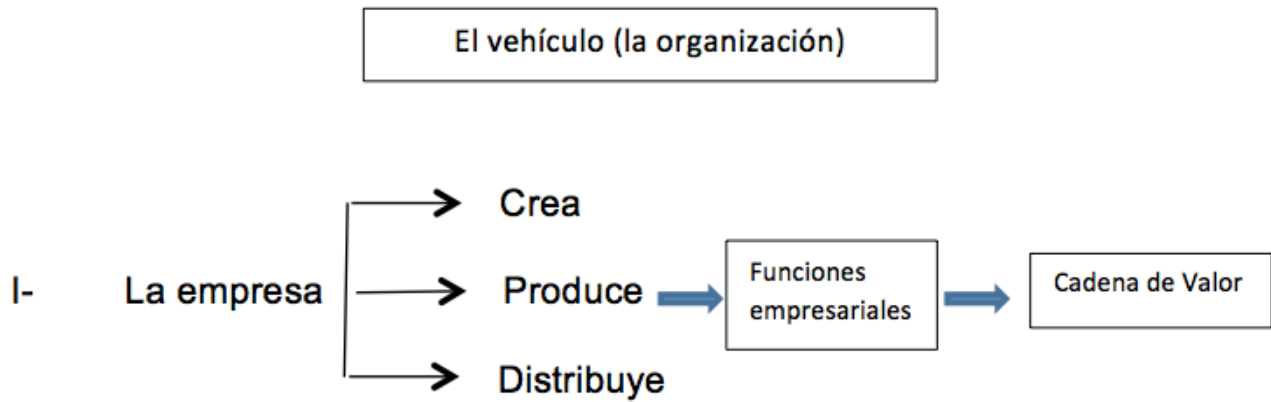 El vehículo (la organización)
Crea
I- La empresa Produce Funciones empresariales Cadena de Valor
Distribuye